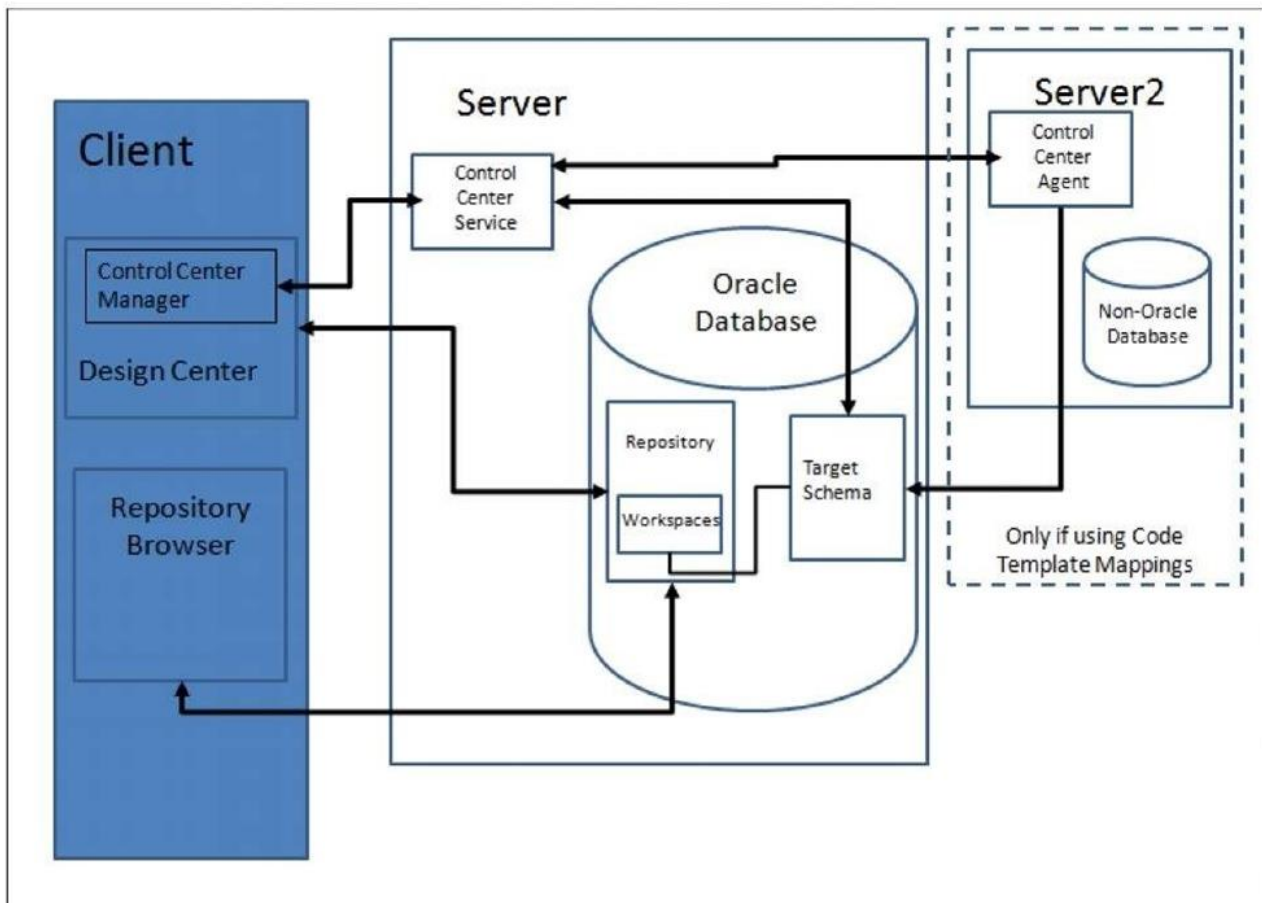 Client
Control Center
Manager
Design Center
Repository
Browser
Server
Control
Center
Service
Oracle
Database
Repository
Workspaces
Target
Schema
Server2
Control
Center
Agent
Non-Oracle
Database
Only if using Code
Template Mappings